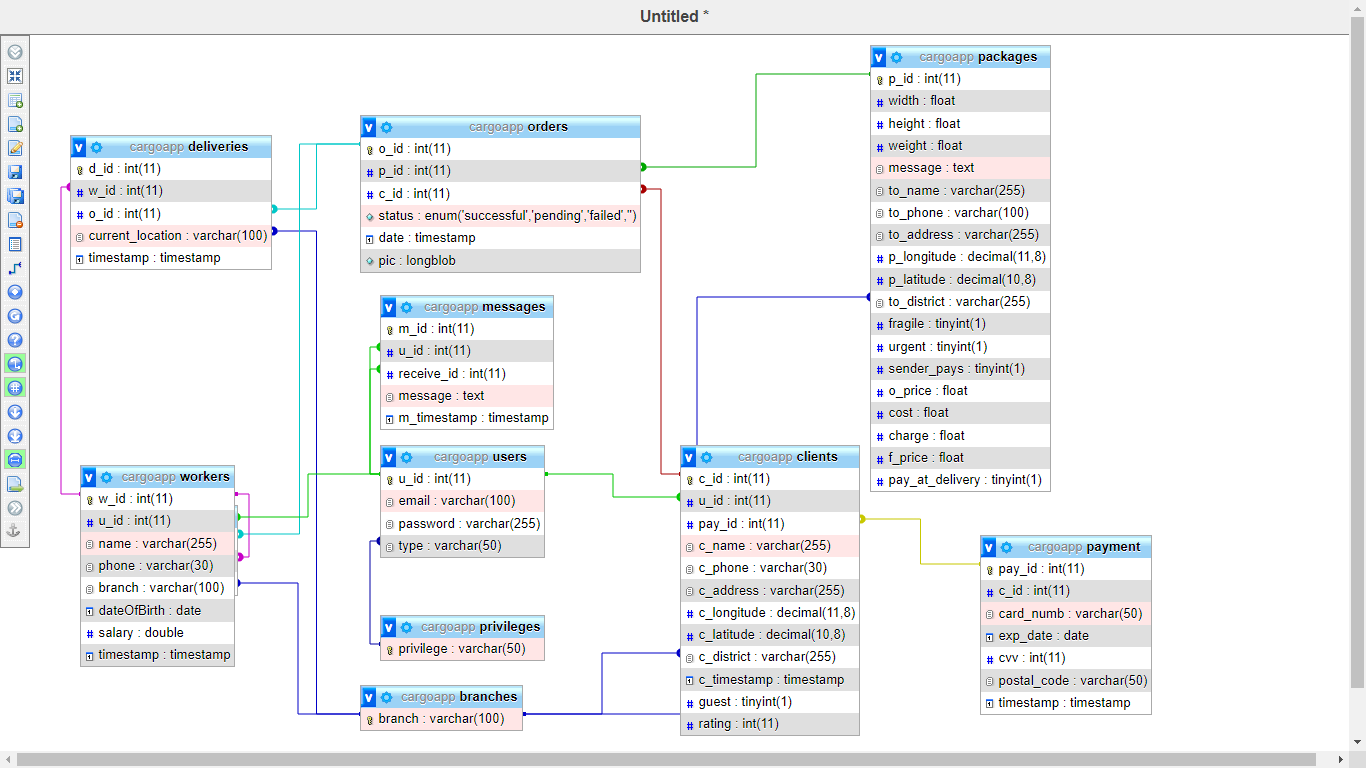 Untitled *
cargoapp deliveries
d_id : int(11)
w_id : int(11)
o_id : int(11)
current_location : varchar(100)
timestamp : timestamp
cargoapp orders
o_id : int(11)
p_id : int(11)
c_id : int(11)
status : enum('successful','pending','failed','')
date : timestamp
pic : longblob
cargoapp packages
p_id : int(11)
width : float
height : float
weight : float
message : text
to_name : varchar(255)
to_phone : varchar(100)
to_address : varchar(255)
p_longitude : decimal(11,8)
p_latitude : decimal(10,8)
to_district : varchar(255)
fragile : tinyint(1)
urgent : tinyint(1)
sender_pays : tinyint(1)
o_price : float
cost : float
charge : float
f_price : float
pay_at_delivery : tinyint(1)
cargoapp messages
m_id : int(11)
u_id : int(11)
receive_id : int(11)
message : text
m_timestamp : timestamp
cargoapp workers
w_id : int(11)
u_id : int(11)
name : varchar(255)
phone : varchar(30)
branch : varchar(100)
dateOfBirth : date
salary : double
timestamp : timestamp
cargoapp users
u_id : int(11)
email : varchar(100)
password : varchar(255)
type : varchar(50)
cargoapp privileges
privilege : varchar(50)
cargoapp branches
branch : varchar(100)
cargoapp clients
c_id : int(11)
u_id : int(11)
pay_id : int(11)
c_name : varchar(255)
c_phone : varchar(30)
c_address : varchar(255)
c_longitude : decimal(11,8)
c_latitude : decimal(10,8)
c_district : varchar(255)
c_timestamp : timestamp
guest : tinyint(1)
rating : int(11)
cargoapp payment
pay_id : int(11)
c_id : int(11)
card_numb : varchar(50)
exp_date : date
cvv : int(11)
postal_code : varchar(50)
timestamp : timestamp